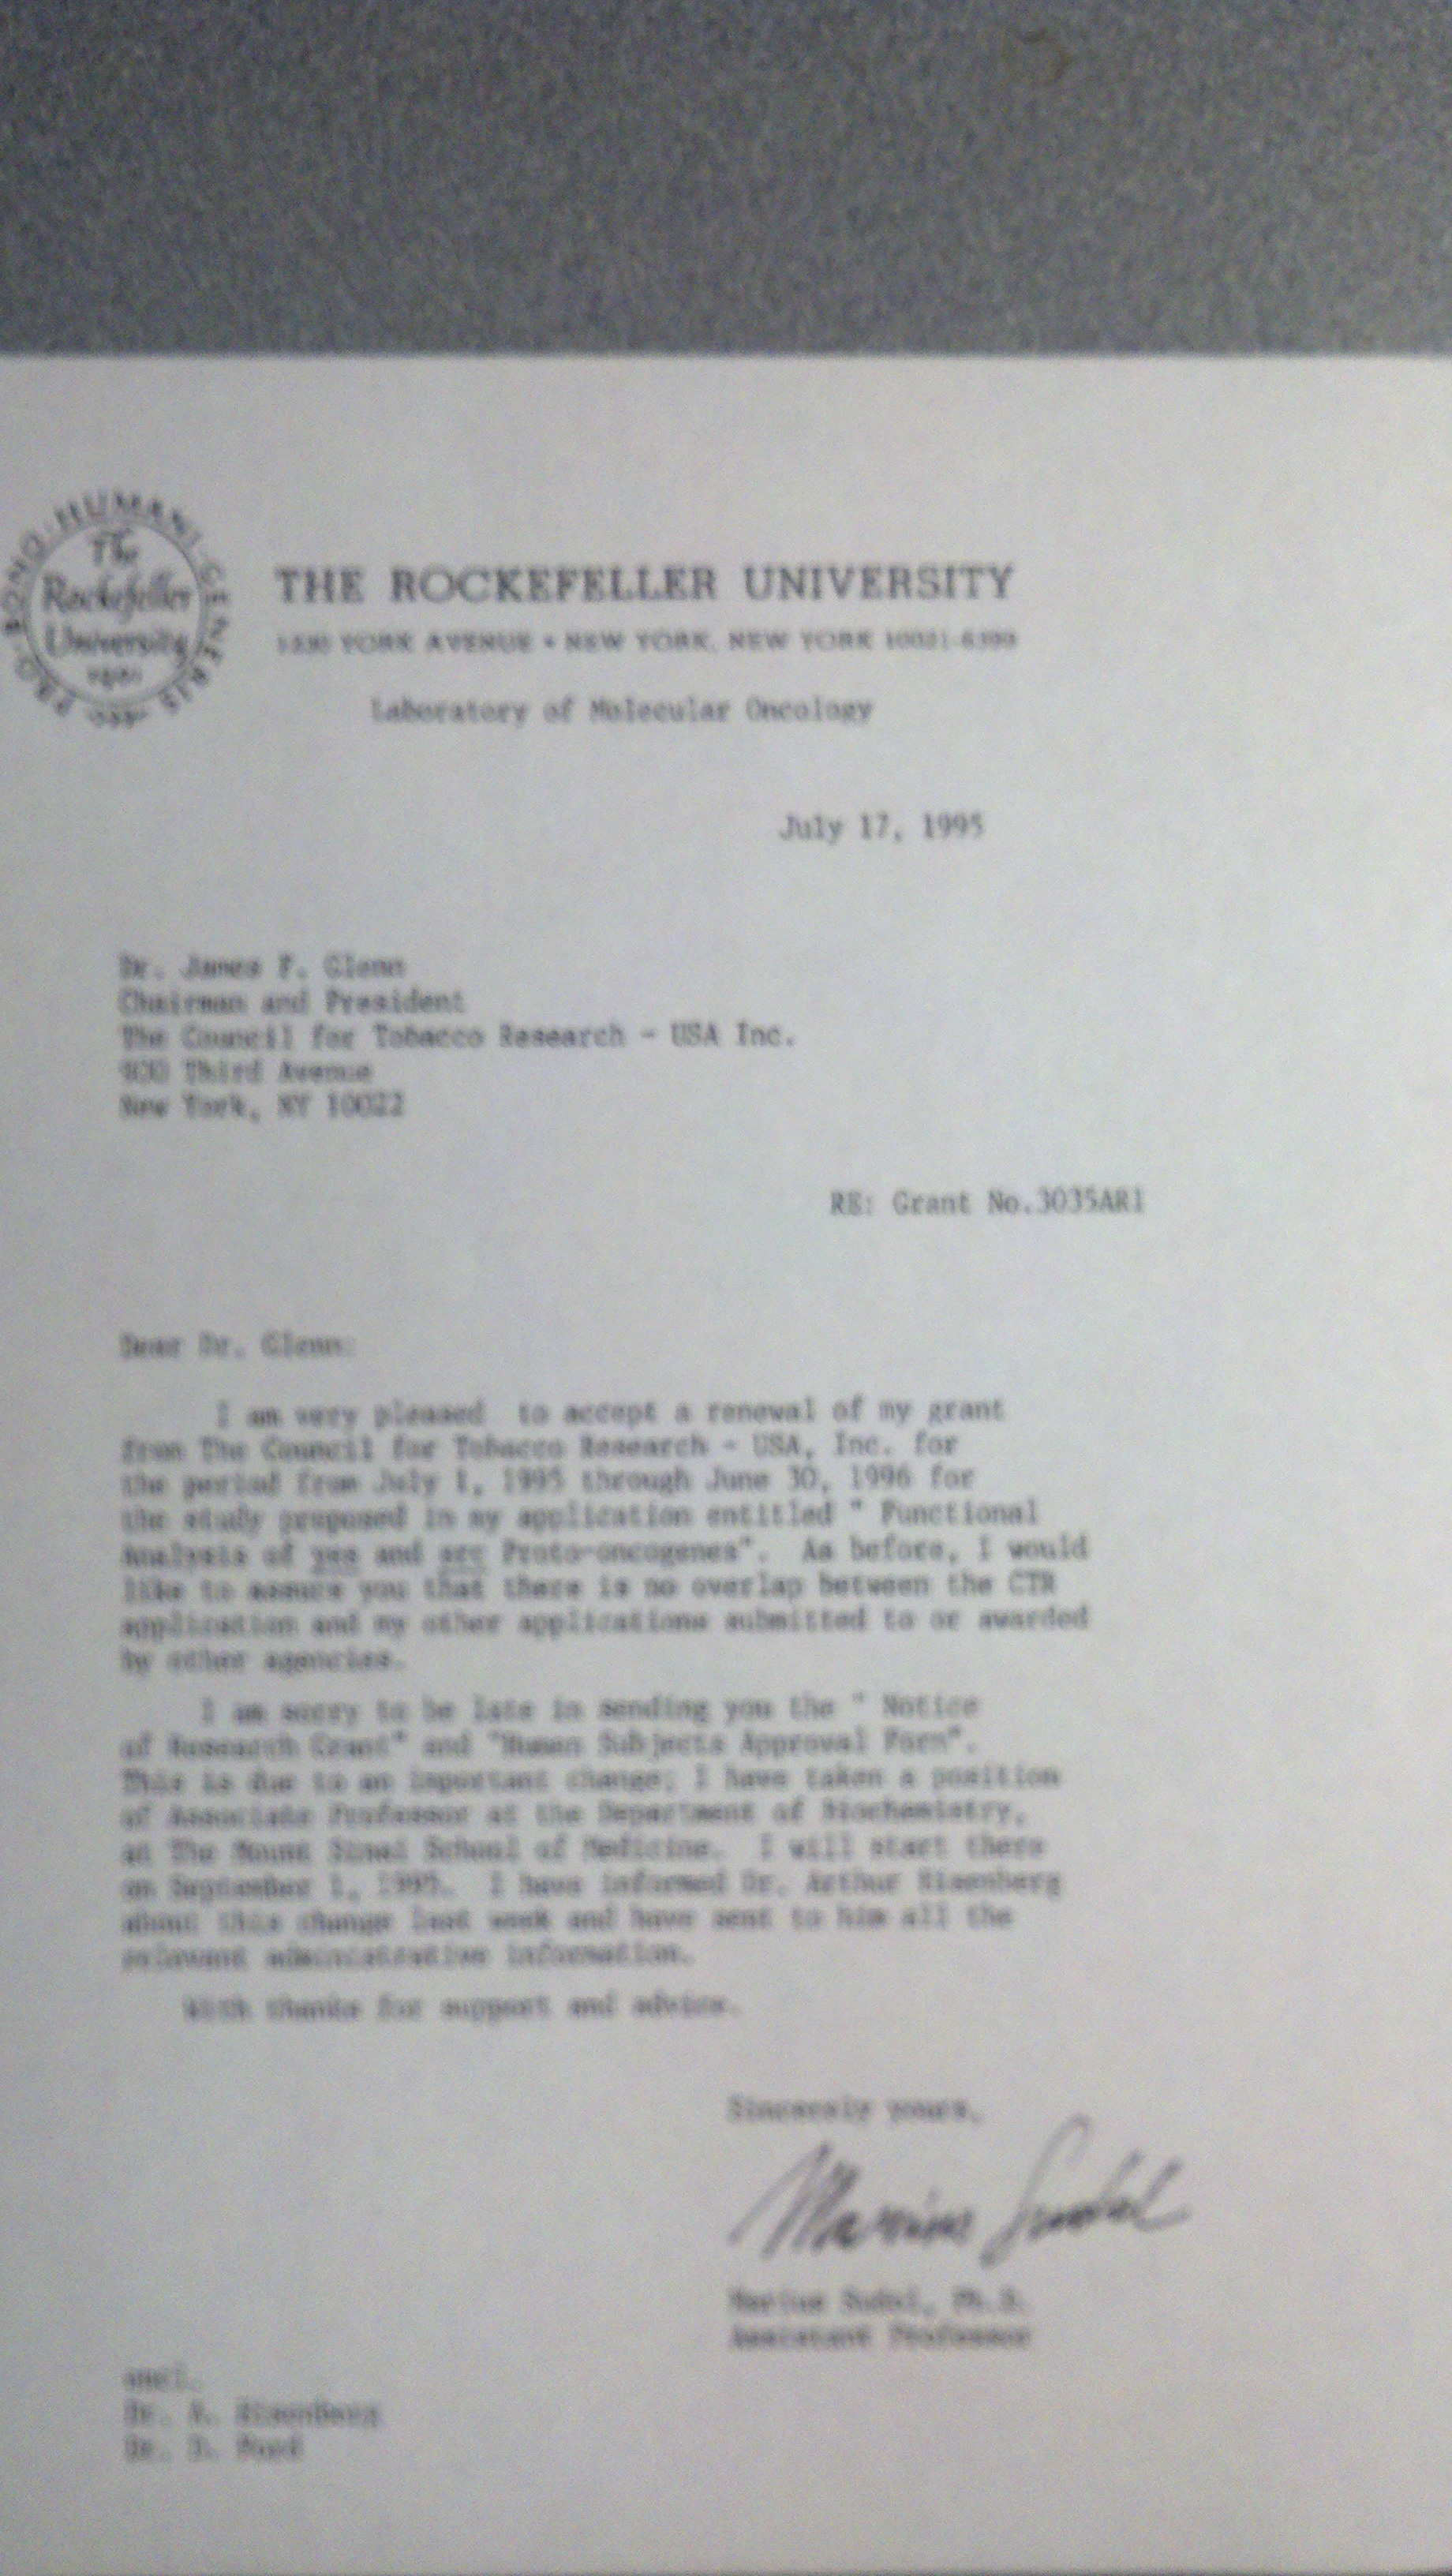 PRO BONO HUMANI GENERIS
The
Rockefeller
University
1901
THE ROCKEFELLER UNIVERSITY
1230 YORK AVENUE • NEW YORK, NEW YORK 10021-6399
Laboratory of Molecular Oncology
July 17, 1995
Dr. James F. Glenn
Chairman and President
The Council for Tobacco Research - USA Inc.
900 Third Avenue
New York, NY 10022
RE: Grant No.3035AR1
Dear Dr. Glenn:
I am very pleased to accept a renewal of my grant
from The Council for Tobacco Research - USA, Inc. for
the period from July 1, 1995 through June 30, 1996 for
the study proposed in my application entitled " Functional
Analysis of yes and src Proto-oncogenes". As before, I would
like to assure you that there is no overlap between the CTR
application and my other applications submitted to or awarded
by other agencies.
I am sorry to be late in sending you the " Notice
of Research Grant" and "Human Subjects Approval Form".
This is due to an important change; I have taken a position
of Associate Professor at the Department of Biochemistry,
at The Mount Sinai School of Medicine. I will start there
on September 1, 1995. I have informed Dr. Arthur Eisenberg
about this change last week and have sent to him all the
relevant administrative information.
With thanks for support and advice.
Sincerely yours,
Marius Sudol
Marius Sudol, Ph.D.
Assistant Professor
encl.
Dr. A. Eisenberg
Dr. D. Ford